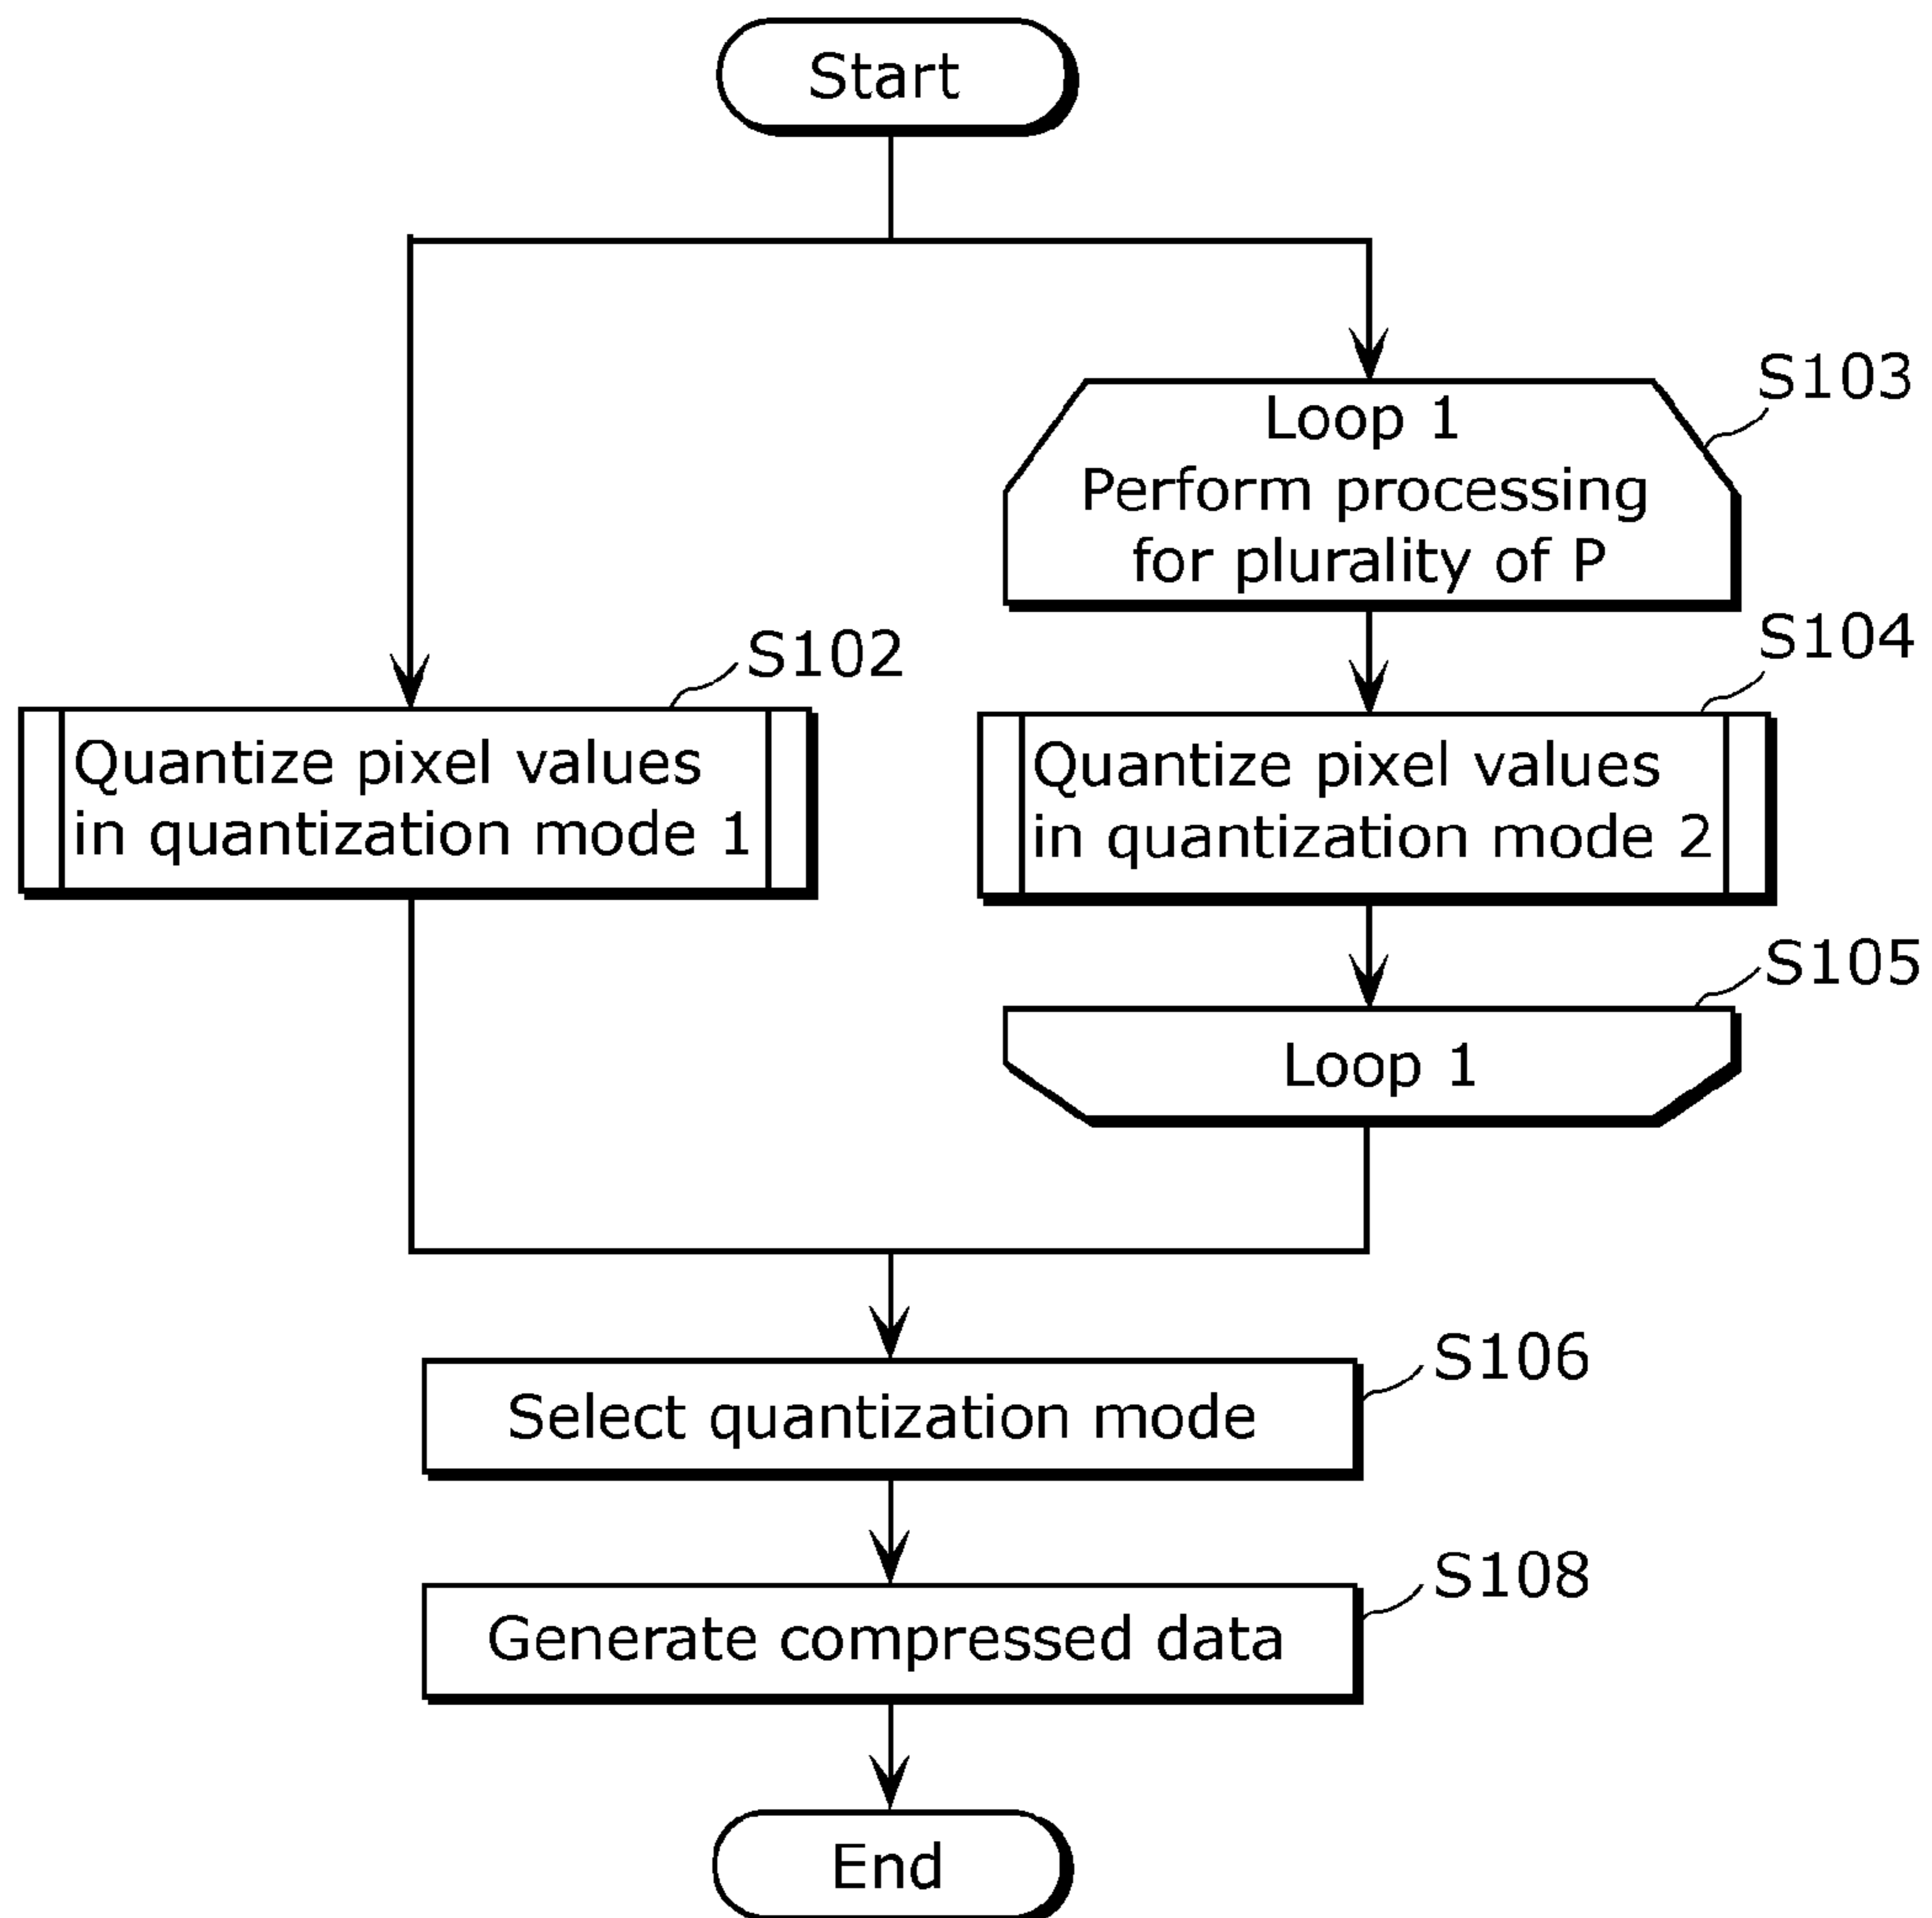 Start
S103
Loop 1
Perform processing
for plurality of P
S102
S104
Quantize pixel values
in quantization mode 1
Quantize pixel values
in quantization mode 2
S105
Loop 1
S106
Select quantization mode
S108
Generate compressed data
End